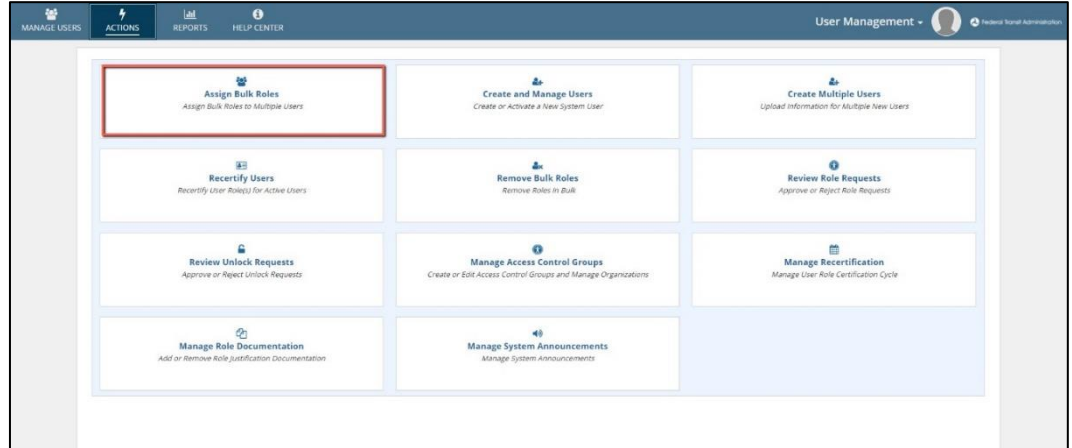 MANAGE USERS
ACTIONS
REPORTS
HELP CENTER
User Management
Federal Transit Administration
Assign Bulk Roles
Assign Bulk Roles to Multiple Users
Create and Manage Users
Create or Activate a New System User
Create Multiple Users
Upload Information for Multiple New Users
Recertify Users
Recertify User Role(s) for Active Users
Remove Bulk Roles
Remove Roles in Bulk
Review Role Requests
Approve or Reject Role Requests
Review Unlock Requests
Approve or Reject Unlock Requests
Manage Access Control Groups
Create or Edit Access Control Groups and Manage Organizations
Manage Recertification
Manage User Role Certification Cycle
Manage Role Documentation
Add or Remove Role Justification Documentation
Manage System Announcements
Manage System Announcements